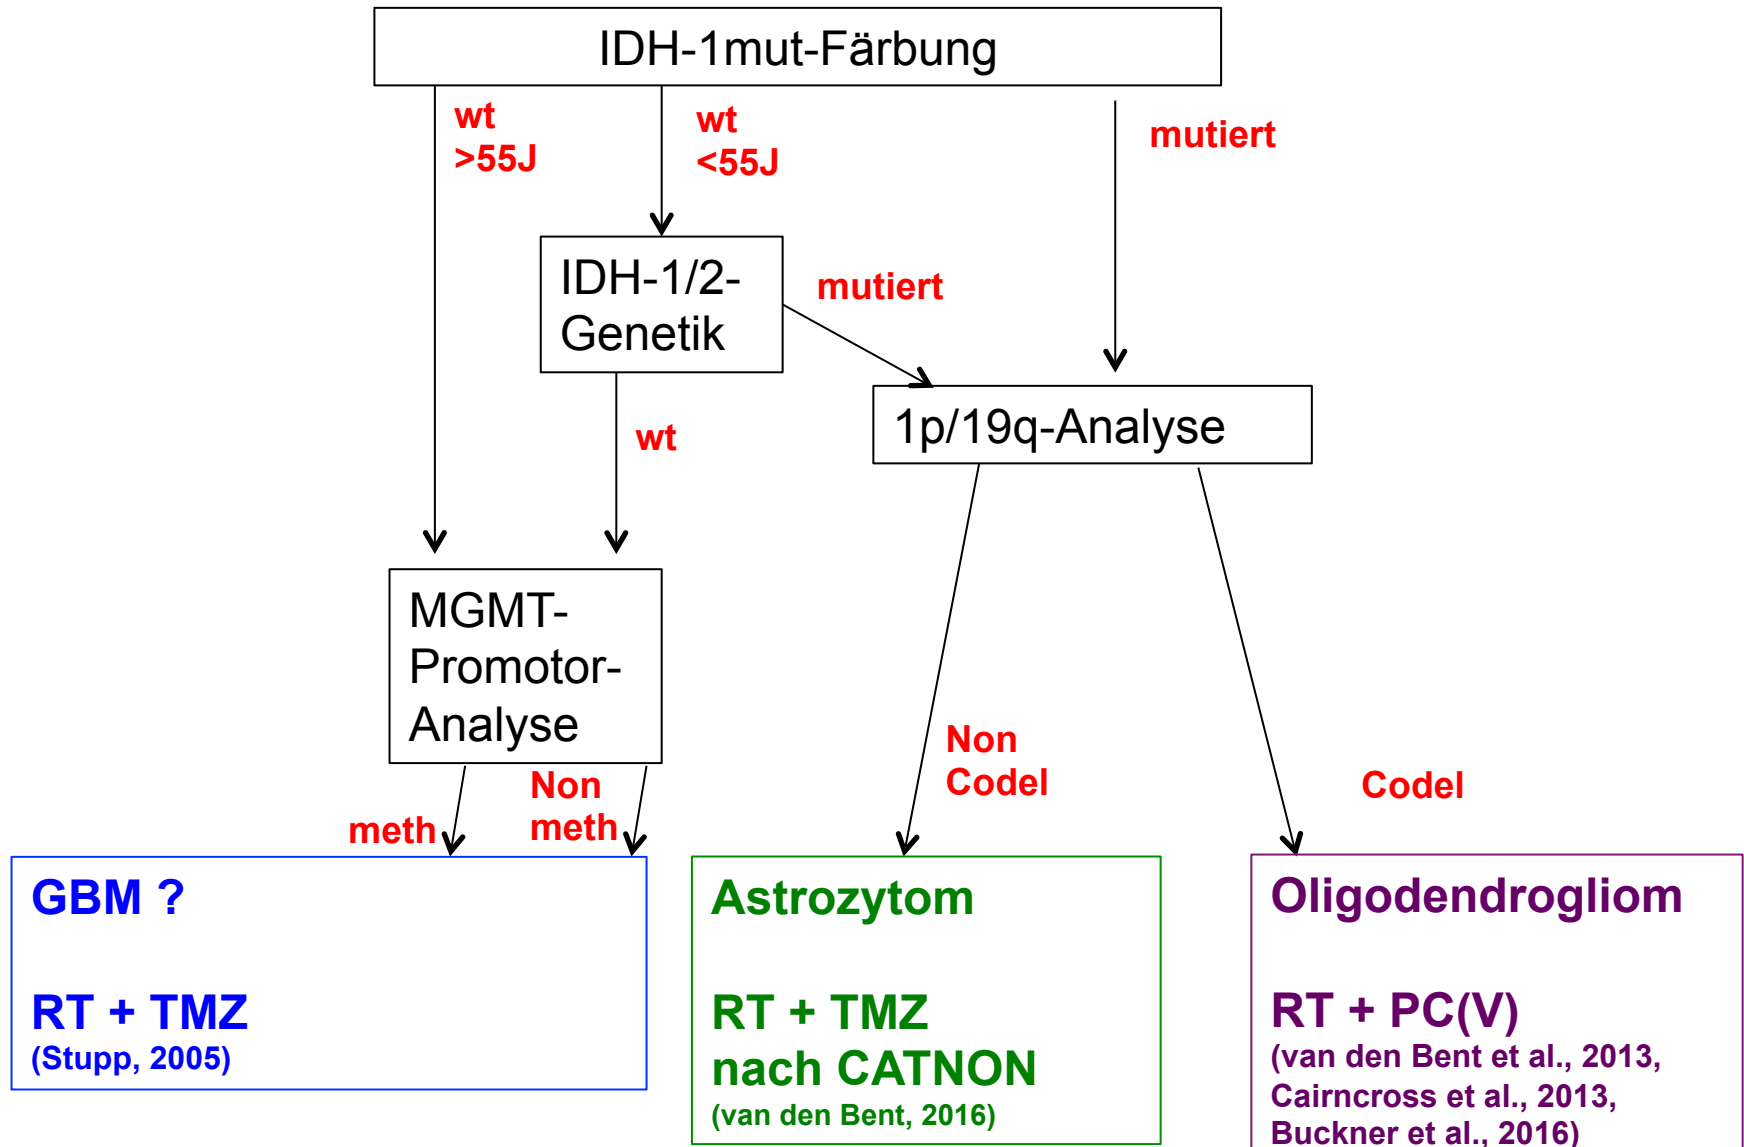 IDH-1mut-Färbung
wt
>55J
wt
<55J
mutiert
IDH-1/2-
Genetik
mutiert
wt
1p/19q-Analyse
MGMT-
Promotor-
Analyse
Non
Codel
Codel
meth
Non
meth
GBM ?
RT + TMZ
(Stupp, 2005)
Astrozytom
RT + TMZ
nach CATNON
(van den Bent, 2016)
Oligodendrogliom
RT + PC(V)
(van den Bent et al., 2013,
Cairncross et al., 2013,
Buckner et al., 2016)